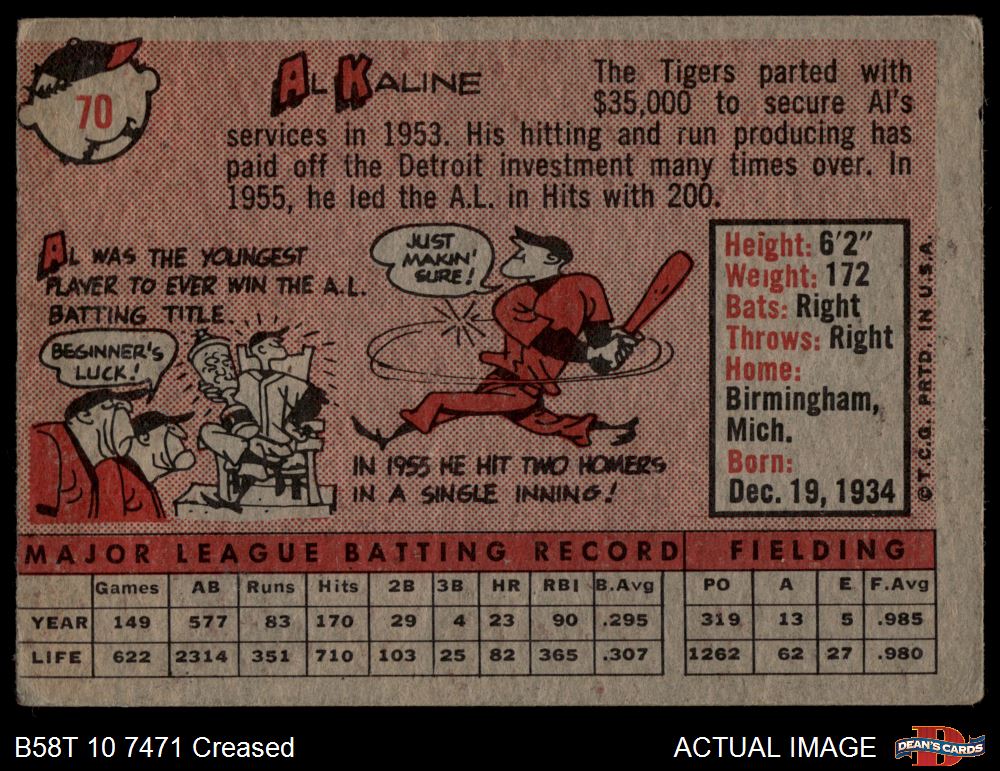 70
AL KALINE
The Tigers parted with
$35,000 to secure Al's
services in 1953. His hitting and run producing has
paid off the Detroit investment many times over. In
1955, he led the A.L. in Hits with 200.
AL WAS THE YOUNGEST
PLAYER TO EVER WIN THE A.L.
BATTING TITLE.
BEGINNER'S
LUCK!
JUST
MAKIN'
SURE!
IN 1955 HE HIT TWO HOMERS
IN A SINGLE INNING!
Height: 6'2"
Weight: 172
Bats: Right
Throws: Right
Home:
Birmingham,
Mich.
Born:
Dec. 19, 1934
© T.C.G. PRTD. IN U.S.A.
MAJOR LEAGUE BATTING RECORD FIELDING
Games AB Runs Hits 2B 3B HR RBI B.Avg PO A E F.Avg
YEAR 149 577 83 170 29 4 23 90 .295 319 13 5 .985
LIFE 622 2314 351 710 103 25 82 365 .307 1262 62 27 .980
B58T 10 7471 Creased
ACTUAL IMAGE
D
DEAN'S CARDS